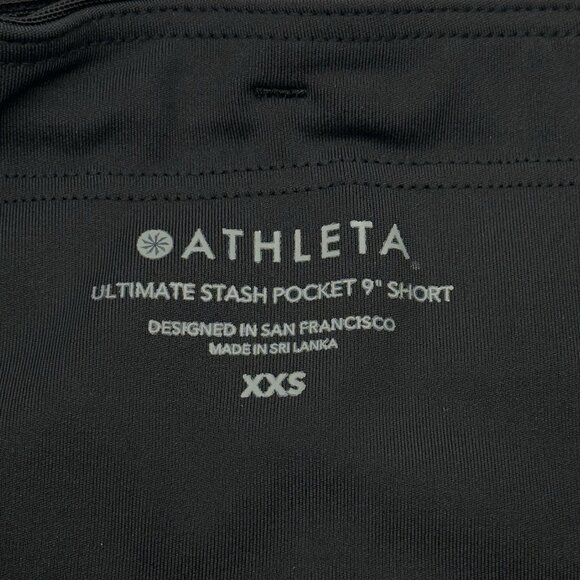 ATHLETA
ULTIMATE STASH POCKET 9" SHORT
DESIGNED IN SAN FRANCISCO
MADE IN SRI LANKA
XXS